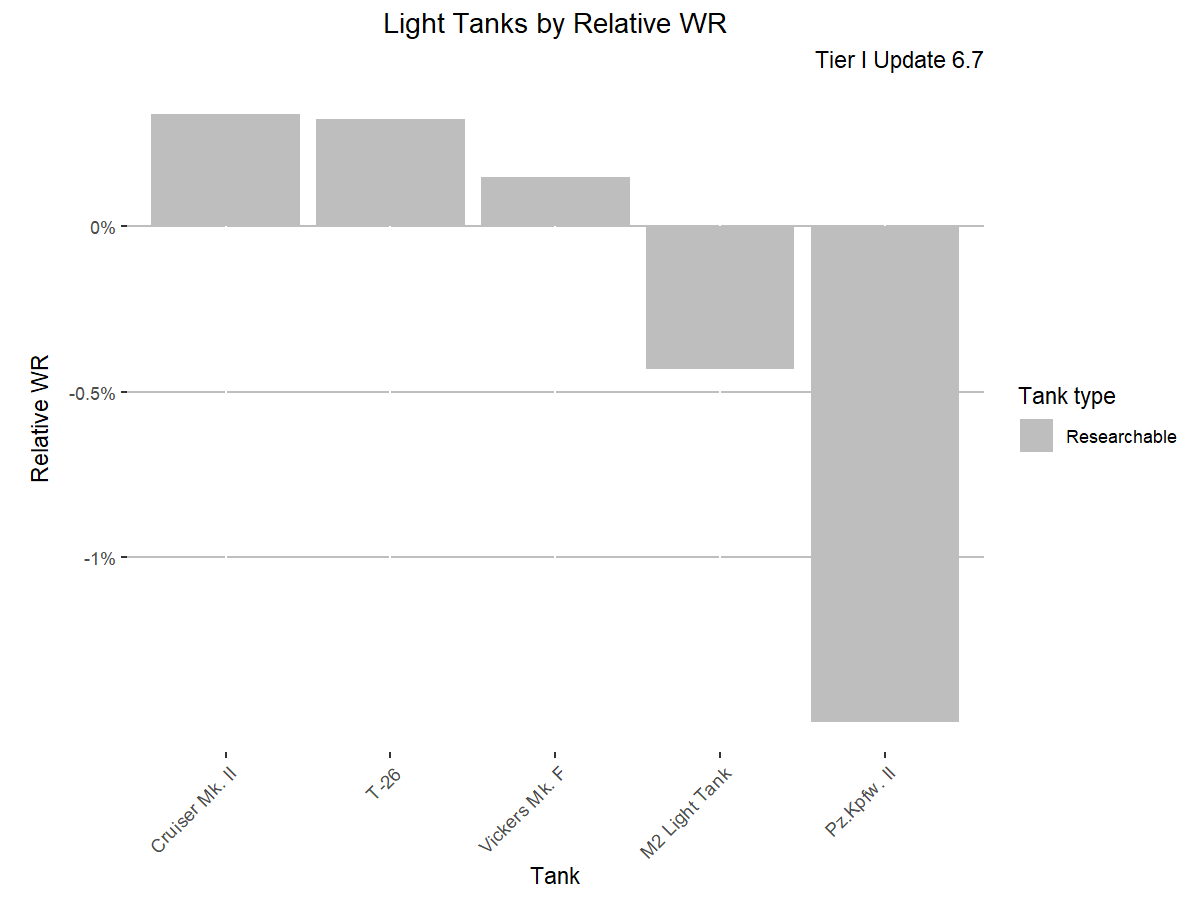 Light Tanks by Relative WR
Tier I Update 6.7
0%
-0.5%
-1%
Relative WR
Cruiser Mk. II
T-26
Vickers Mk. F
M2 Light Tank
Pz.Kpfw. II
Tank
Tank type
Researchable